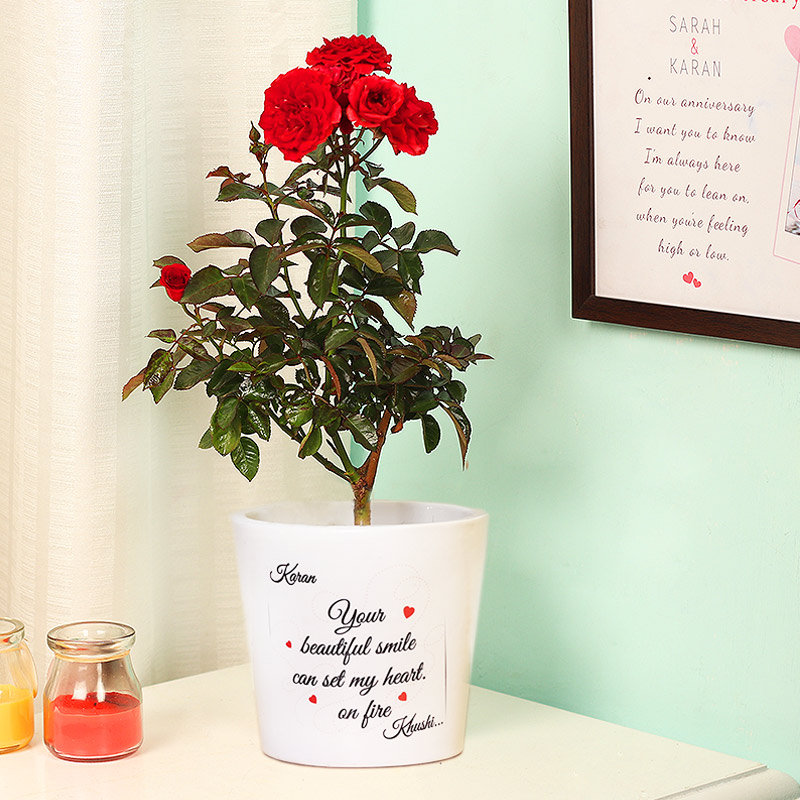 SARAH
&
KARAN
On our anniversary
I want you to know
I'm always here
for you to lean on,
when you're feeling
high or low.
Karan
Your
beautiful smile
can set my heart.
on fire
Khushi...